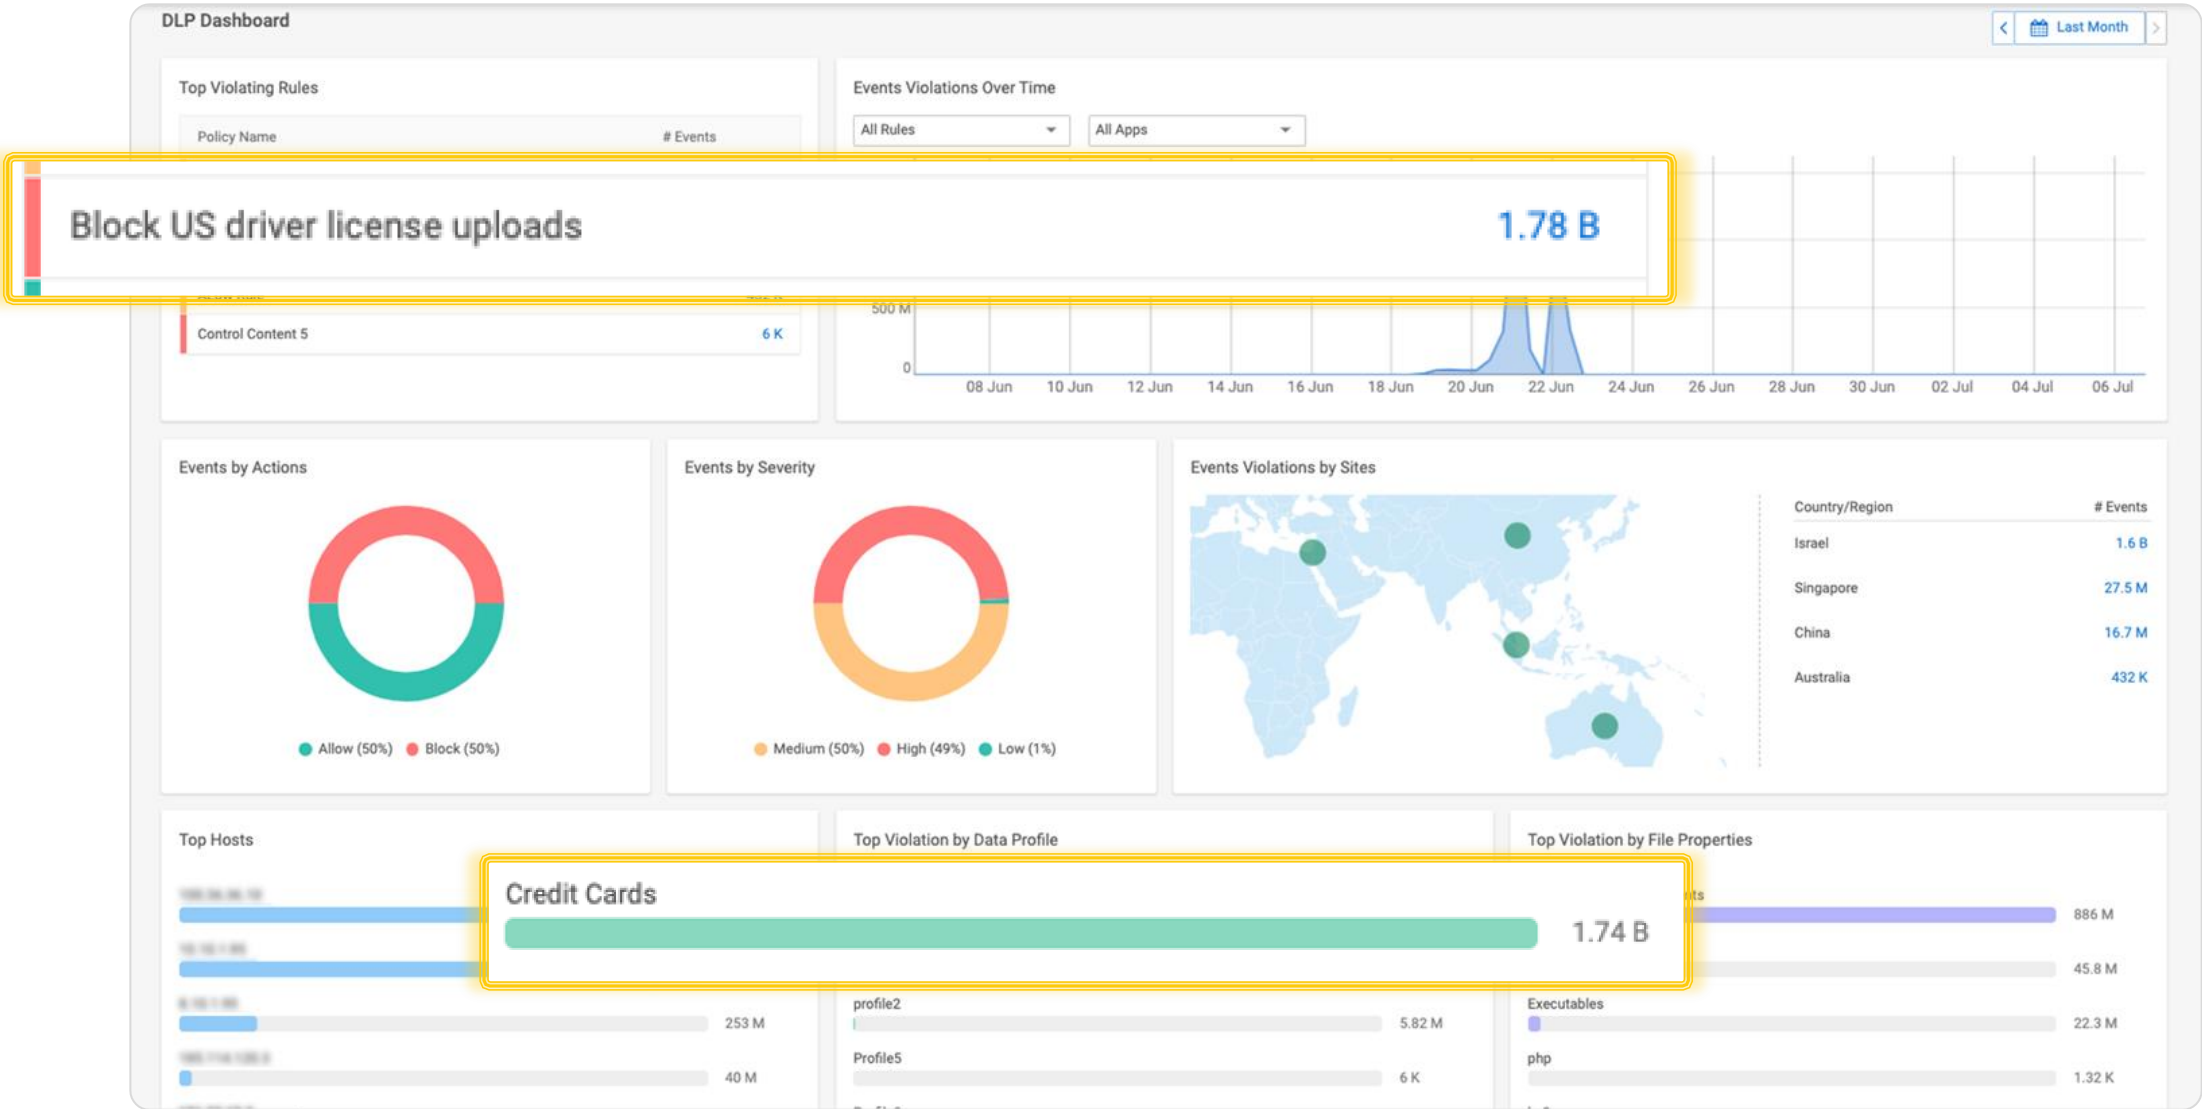 DLP Dashboard
Last Month
Top Violating Rules
Policy Name # Events
Block US driver license uploads 1.78 B
Control Content 5 6 K
Events Violations Over Time
All Rules All Apps
500 M
0
08 Jun 10 Jun 12 Jun 14 Jun 16 Jun 18 Jun 20 Jun 22 Jun 24 Jun 26 Jun 28 Jun 30 Jun 02 Jul 04 Jul 06 Jul
Events by Actions
Allow (50%) Block (50%)
Events by Severity
Medium (50%) High (49%) Low (1%)
Events Violations by Sites
Country/Region # Events
Israel 1.6 B
Singapore 27.5 M
China 16.7 M
Australia 432 K
Top Hosts
253 M
40 M
Top Violation by Data Profile
Credit Cards
1.74 B
profile2
5.82 M
Profile5
6 K
Top Violation by File Properties
886 M
45.8 M
Executables
22.3 M
php
1.32 K